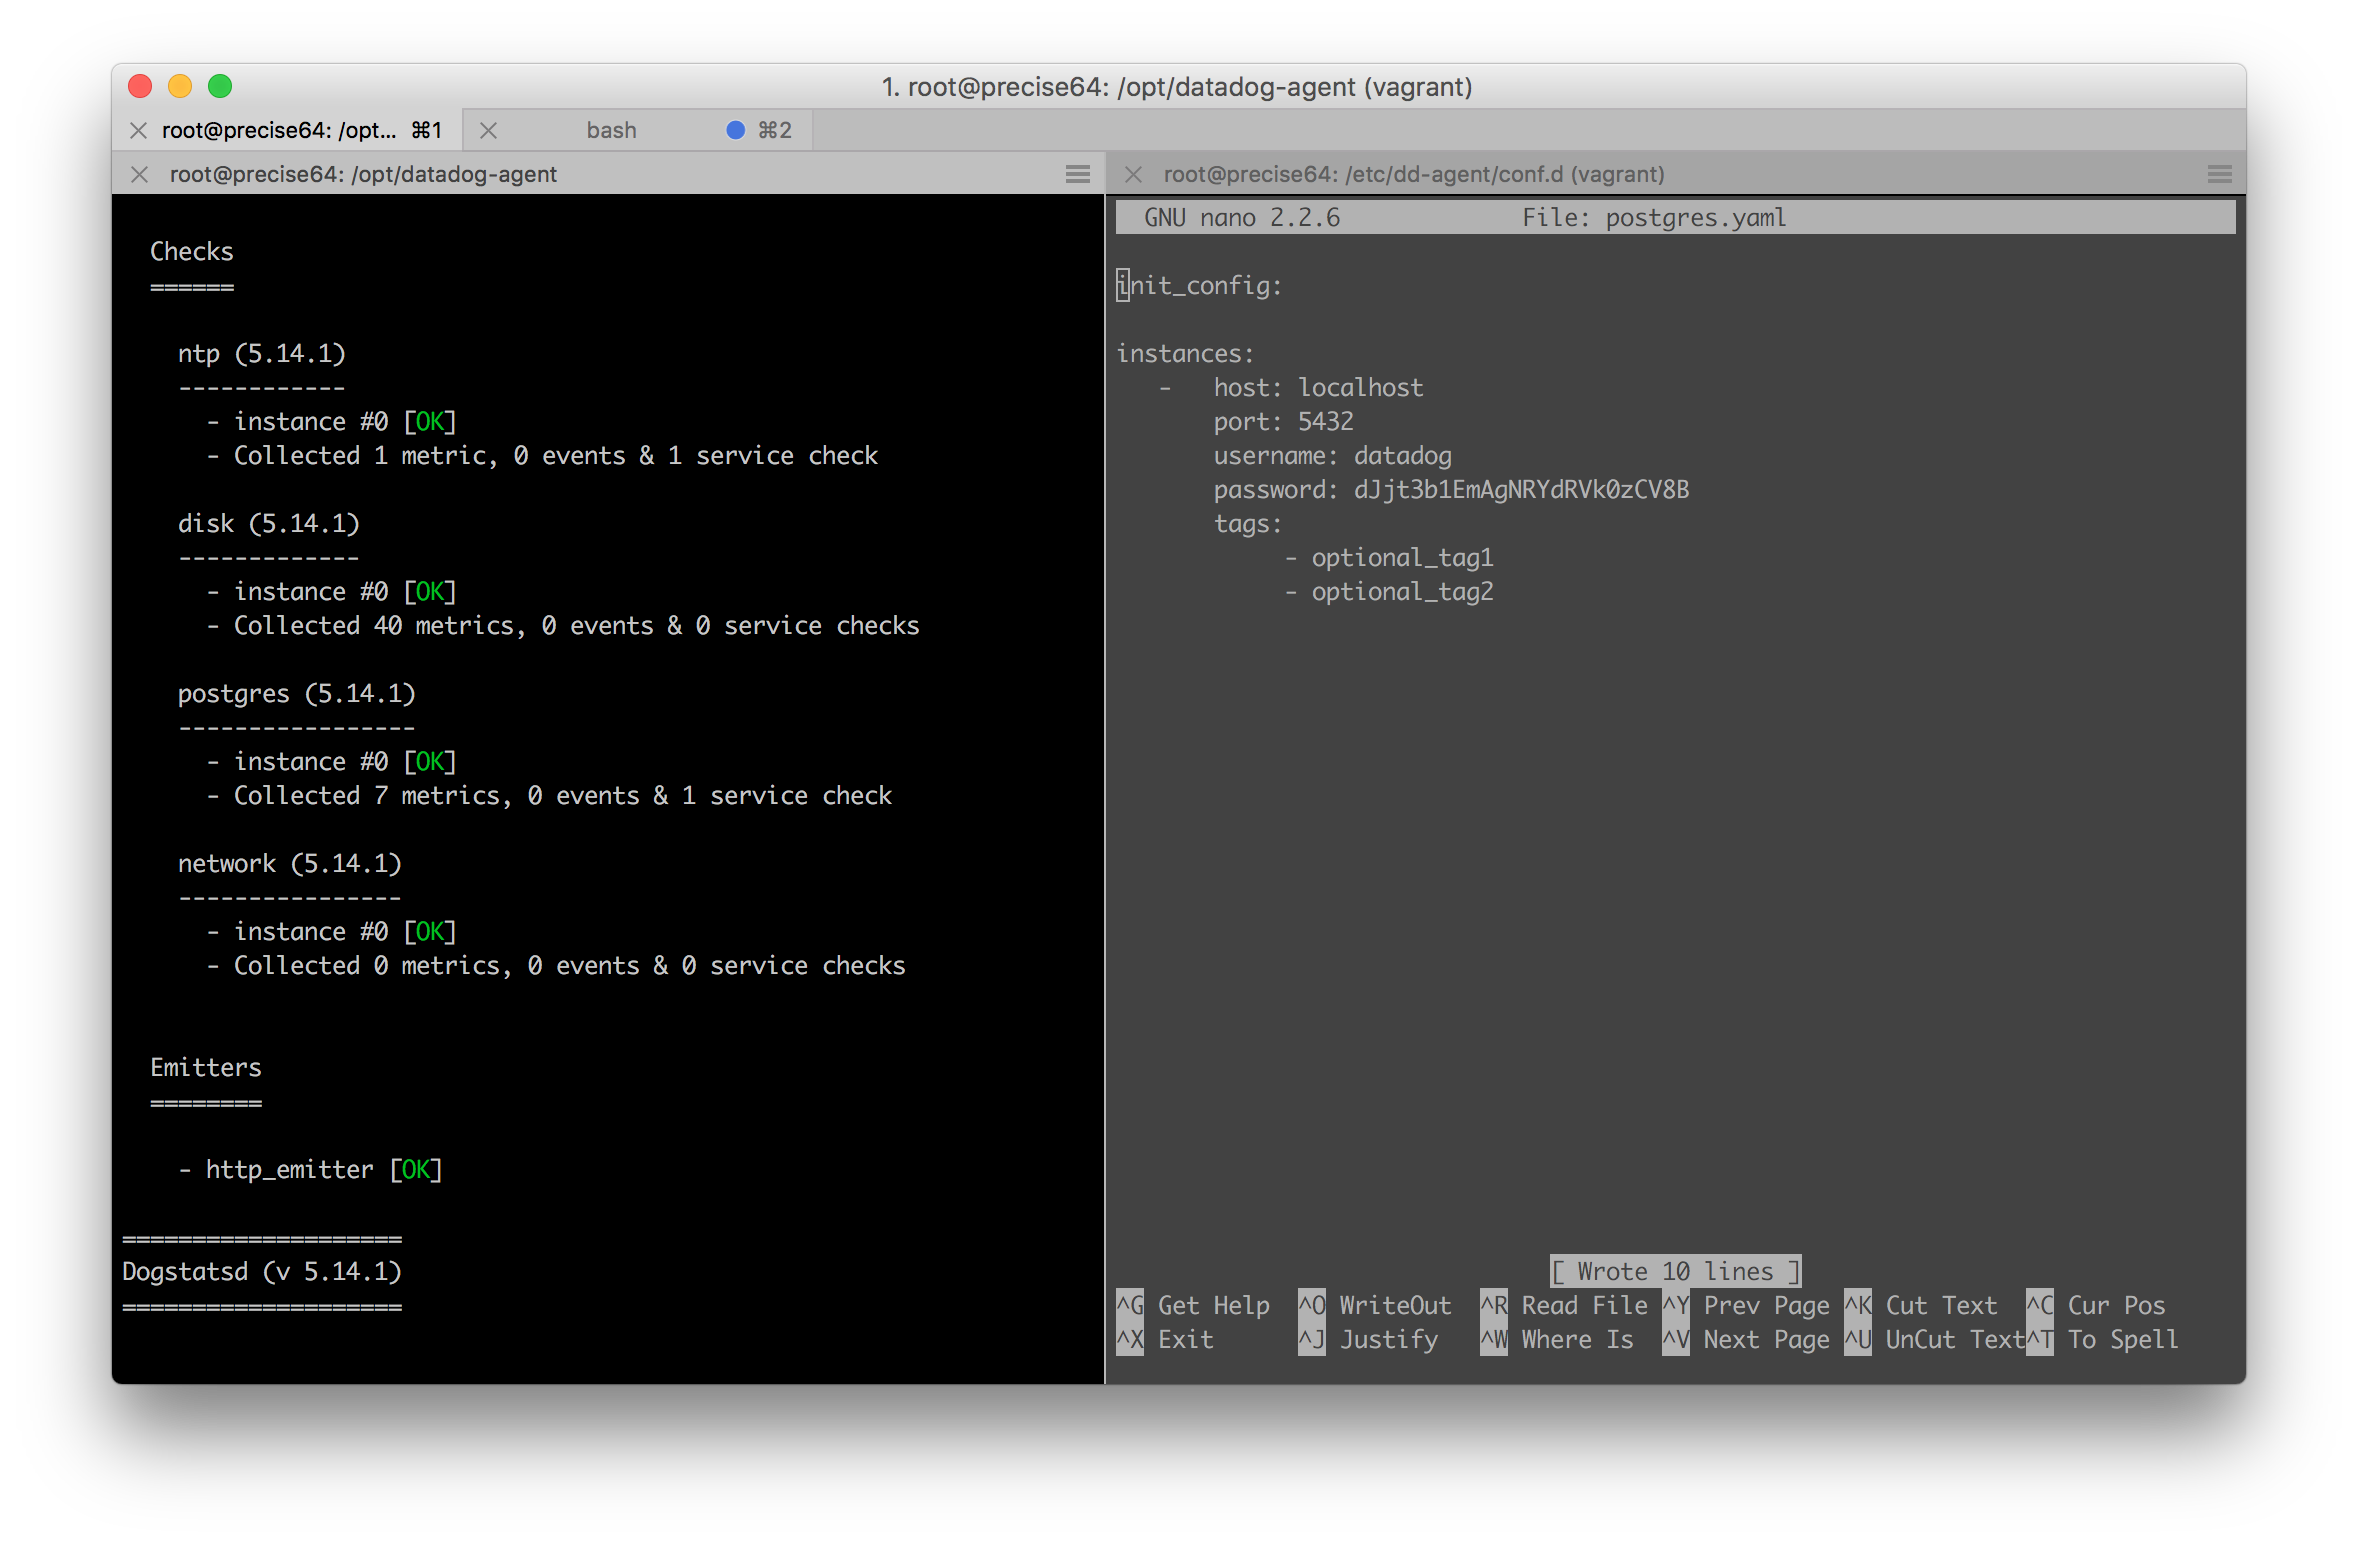 1. root@precise64: /opt/datadog-agent (vagrant)
root@precise64: /opt... ⌘1
bash ⌘2
root@precise64: /opt/datadog-agent
Checks
======
ntp (5.14.1)
------------
- instance #0 [OK]
- Collected 1 metric, 0 events & 1 service check
disk (5.14.1)
-------------
- instance #0 [OK]
- Collected 40 metrics, 0 events & 0 service checks
postgres (5.14.1)
-----------------
- instance #0 [OK]
- Collected 7 metrics, 0 events & 1 service check
network (5.14.1)
----------------
- instance #0 [OK]
- Collected 0 metrics, 0 events & 0 service checks
Emitters
========
- http_emitter [OK]
====================
Dogstatsd (v 5.14.1)
====================
root@precise64: /etc/dd-agent/conf.d (vagrant)
GNU nano 2.2.6 File: postgres.yaml
init_config:
instances:
- host: localhost
port: 5432
username: datadog
password: dJjt3b1EmAgNRYdRVk0zCV8B
tags:
- optional_tag1
- optional_tag2
[ Wrote 10 lines ]
^G Get Help ^O WriteOut ^R Read File ^Y Prev Page ^K Cut Text ^C Cur Pos
^X Exit ^J Justify ^W Where Is ^V Next Page ^U UnCut Text ^T To Spell